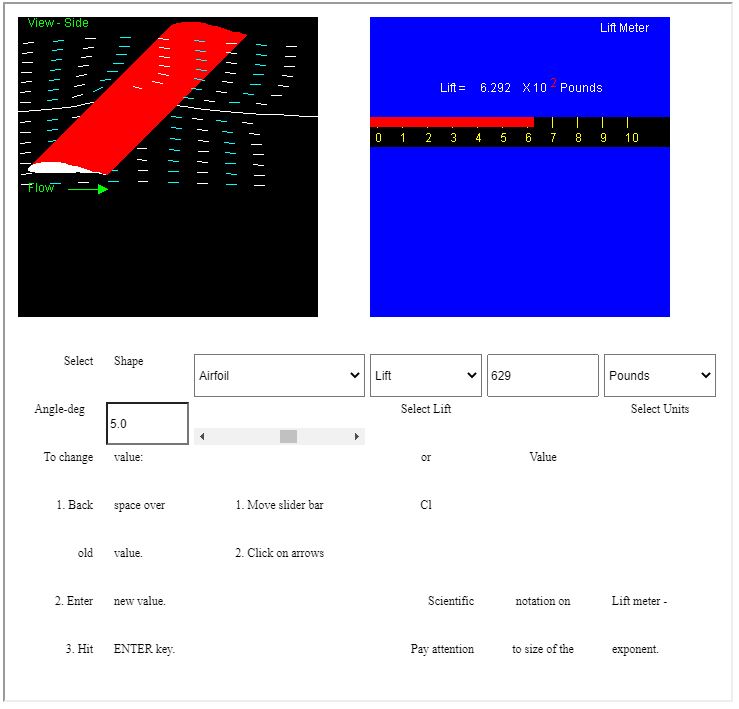 View - Side
Flow
Lift Meter
Lift = 6.292 X 10 2 Pounds
0 1 2 3 4 5 6 7 8 9 10
Select Shape Airfoil Lift 629 Pounds
Angle-deg 5.0 Select Lift Select Units
To change value: or Value
1. Back space over 1. Move slider bar Cl
old value. 2. Click on arrows
2. Enter new value. Scientific notation on Lift meter -
3. Hit ENTER key. Pay attention to size of the exponent.